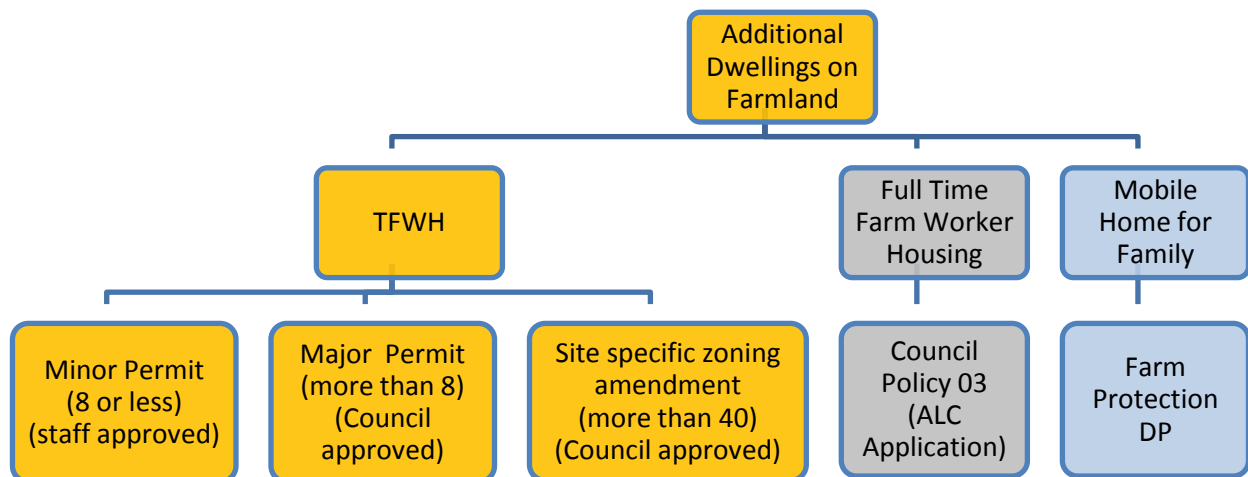 Additional
Dwellings on
Farmland
TFWH
Full Time
Farm Worker
Housing
Mobile
Home for
Family
Minor Permit
(8 or less)
(staff approved)
Major Permit
(more than 8)
(Council
approved)
Site specific zoning
amendment
(more than 40)
(Council approved)
Council
Policy 03
(ALC
Application)
Farm
Protection
DP